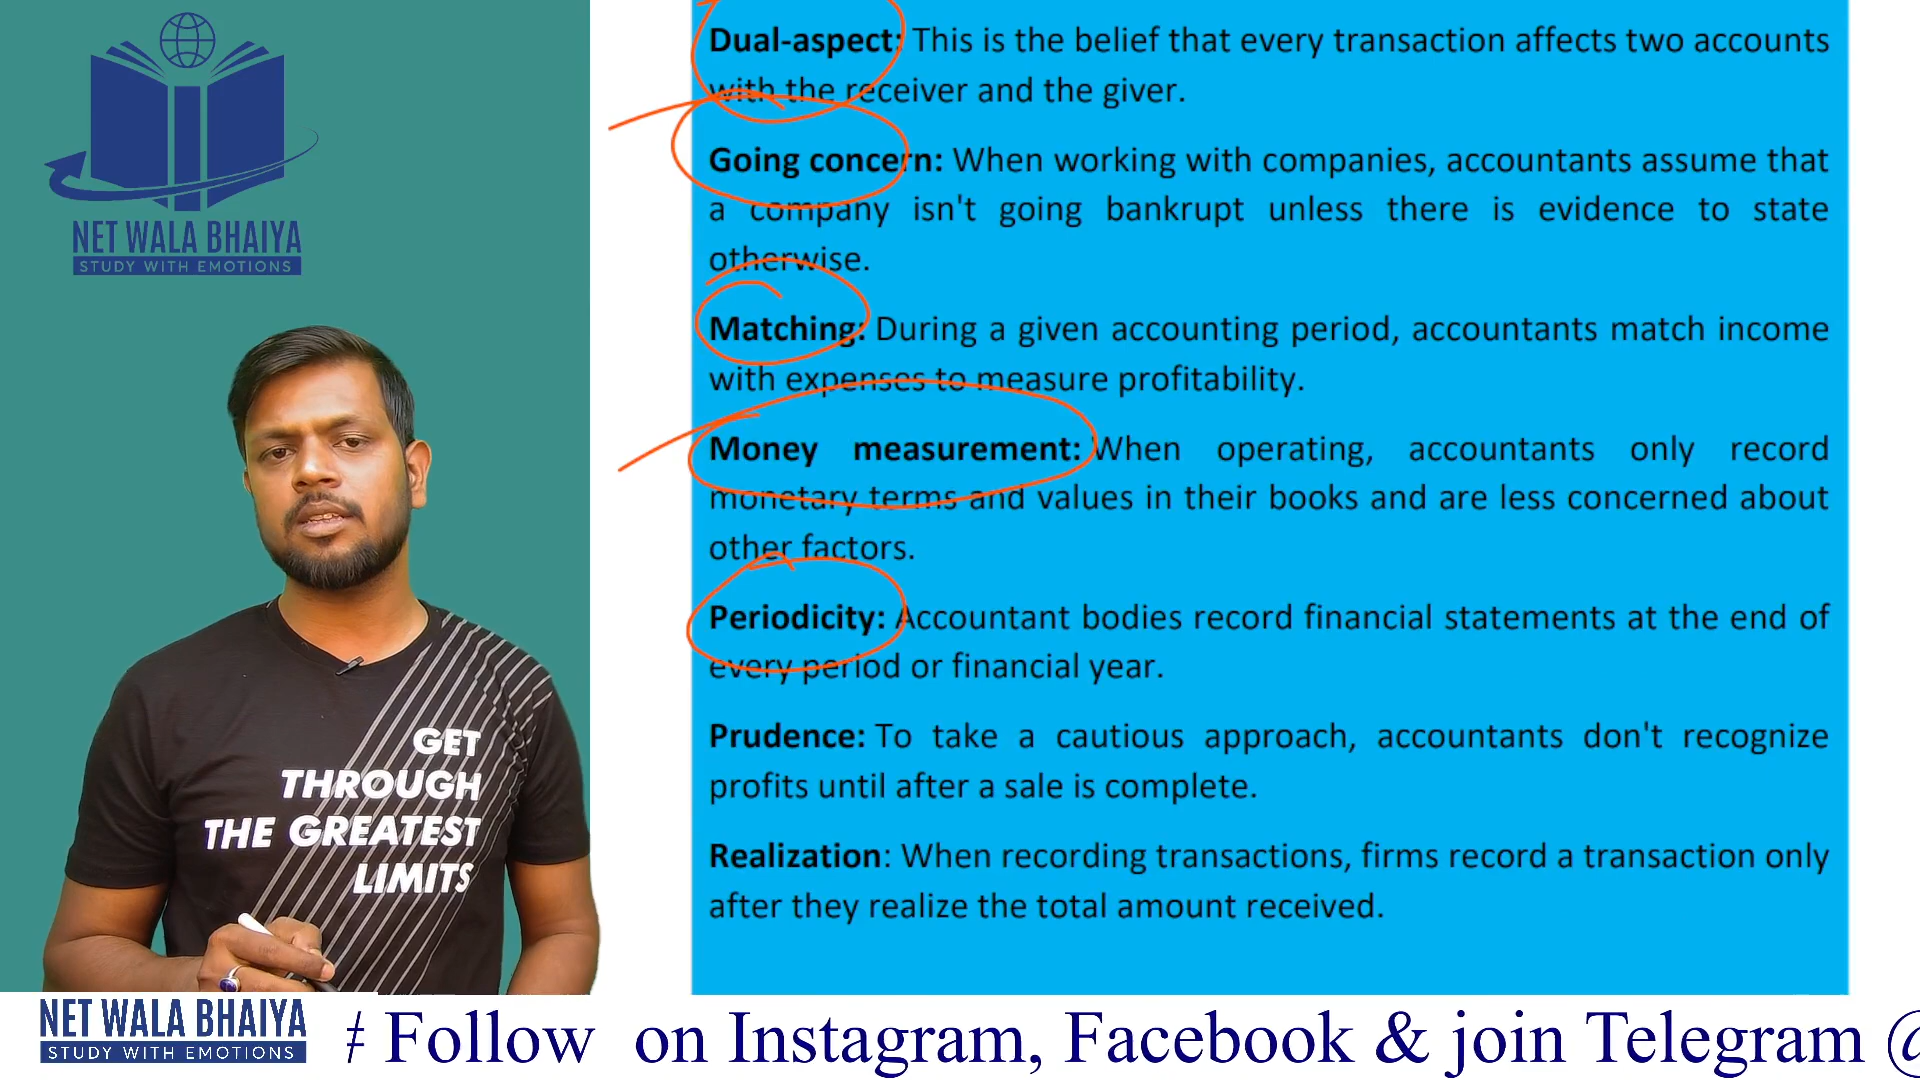 NET WALA BHAIYA
STUDY WITH EMOTIONS
GET
THROUGH
THE GREATEST
LIMITS
Dual-aspect: This is the belief that every transaction affects two accounts
with the receiver and the giver.
Going concern: When working with companies, accountants assume that
a company isn't going bankrupt unless there is evidence to state
otherwise.
Matching: During a given accounting period, accountants match income
with expenses to measure profitability.
Money measurement: When operating, accountants only record
monetary terms and values in their books and are less concerned about
other factors.
Periodicity: Accountant bodies record financial statements at the end of
every period or financial year.
Prudence: To take a cautious approach, accountants don't recognize
profits until after a sale is complete.
Realization: When recording transactions, firms record a transaction only
after they realize the total amount received.
NET WALA BHAIYA
STUDY WITH EMOTIONS
# Follow on Instagram, Facebook & join Telegram @